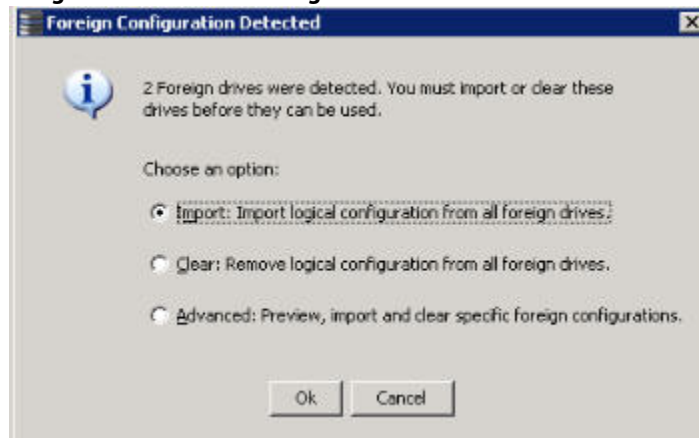 Foreign Configuration Detected
2 Foreign drives were detected. You must import or clear these
drives before they can be used.
Choose an option:
Import: Import logical configuration from all foreign drives.
Clear: Remove logical configuration from all foreign drives.
Advanced: Preview, import and clear specific foreign configurations.
Ok Cancel